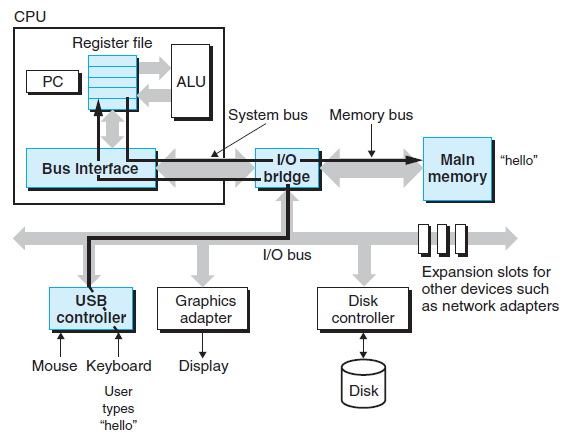 CPU
Register file
PC
ALU
System bus
Memory bus
Bus interface
I/O
bridge
Main
memory
“hello”
I/O bus
Expansion slots for
other devices such
as network adapters
USB
controller
Graphics
adapter
Disk
controller
Mouse
Keyboard
Display
User
types
“hello”
Disk